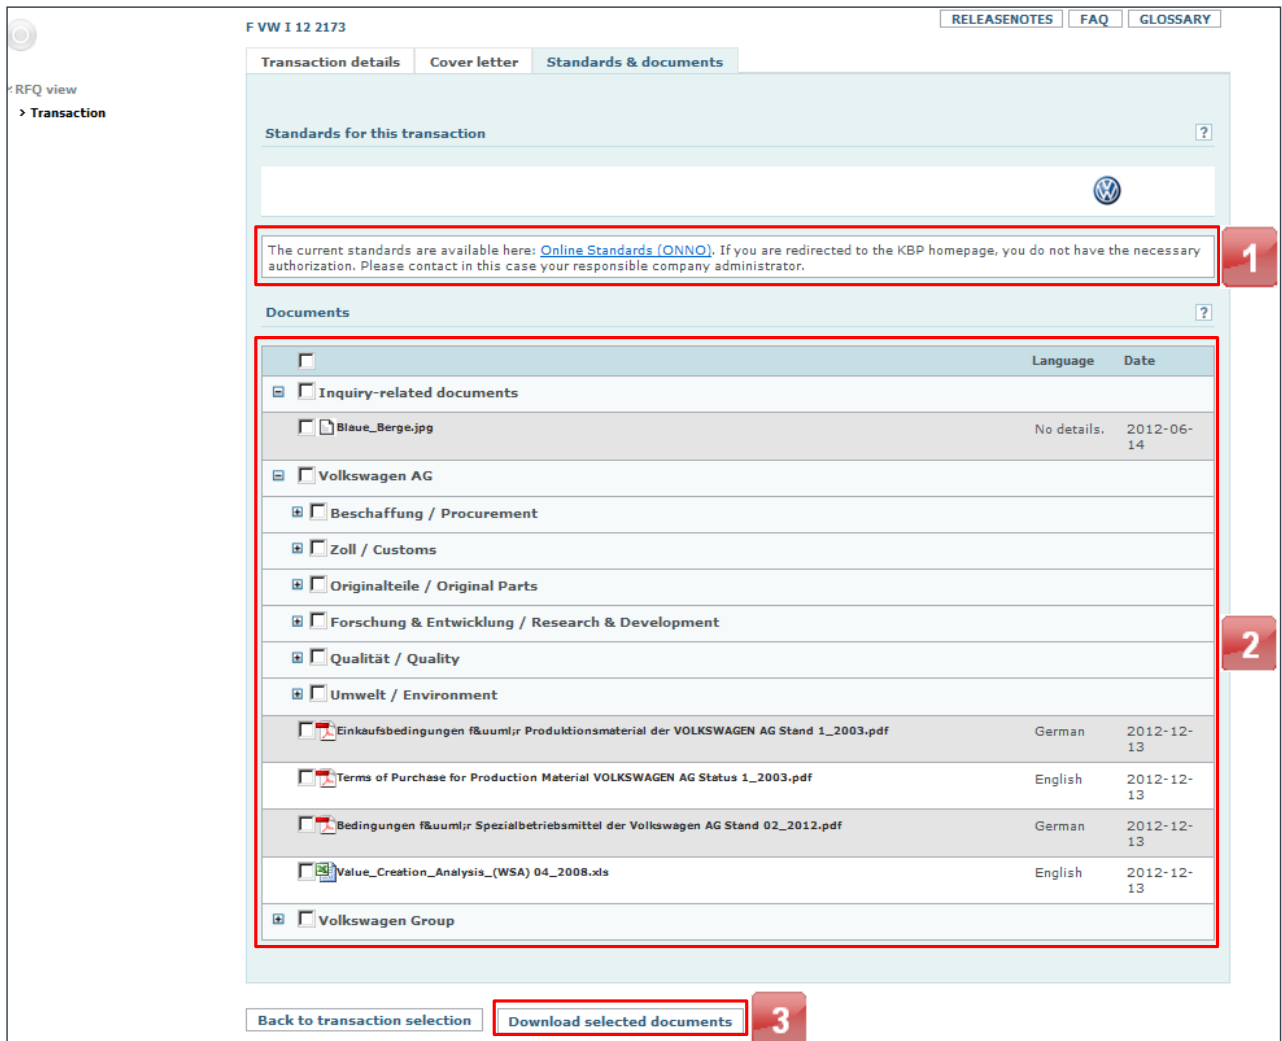 F VW I 12 2173
RELEASENOTES FAQ GLOSSARY
Transaction details Cover letter Standards & documents
RFQ view
> Transaction
Standards for this transaction ?
The current standards are available here: Online Standards (ONNO). If you are redirected to the KBP homepage, you do not have the necessary
authorization. Please contact in this case your responsible company administrator.
1
Documents ?
Language Date
Inquiry-related documents
Blaue_Berge.jpg No details. 2012-06-
14
Volkswagen AG
Beschaffung / Procurement
Zoll / Customs
Originalteile / Original Parts
Forschung & Entwicklung / Research & Development
2
Qualität / Quality
Umwelt / Environment
Einkaufsbedingungen f&uuml;r Produktionsmaterial der VOLKSWAGEN AG Stand 1_2003.pdf German 2012-12-
13
Terms of Purchase for Production Material VOLKSWAGEN AG Status 1_2003.pdf English 2012-12-
13
Bedingungen f&uuml;r Spezialbetriebsmittel der Volkswagen AG Stand 02_2012.pdf German 2012-12-
13
Value_Creation_Analysis_(WSA) 04_2008.xls English 2012-12-
13
Volkswagen Group
Back to transaction selection Download selected documents 3